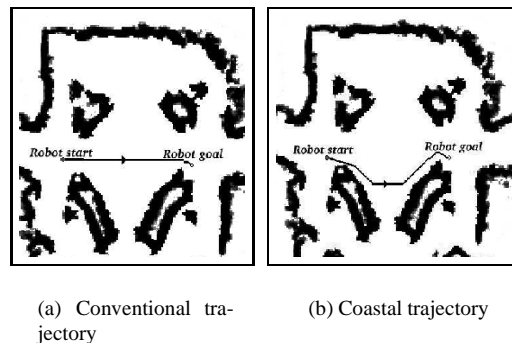 Robot start
Robot goal
Robot start
Robot goal
(a) Conventional tra-
jectory
(b) Coastal trajectory